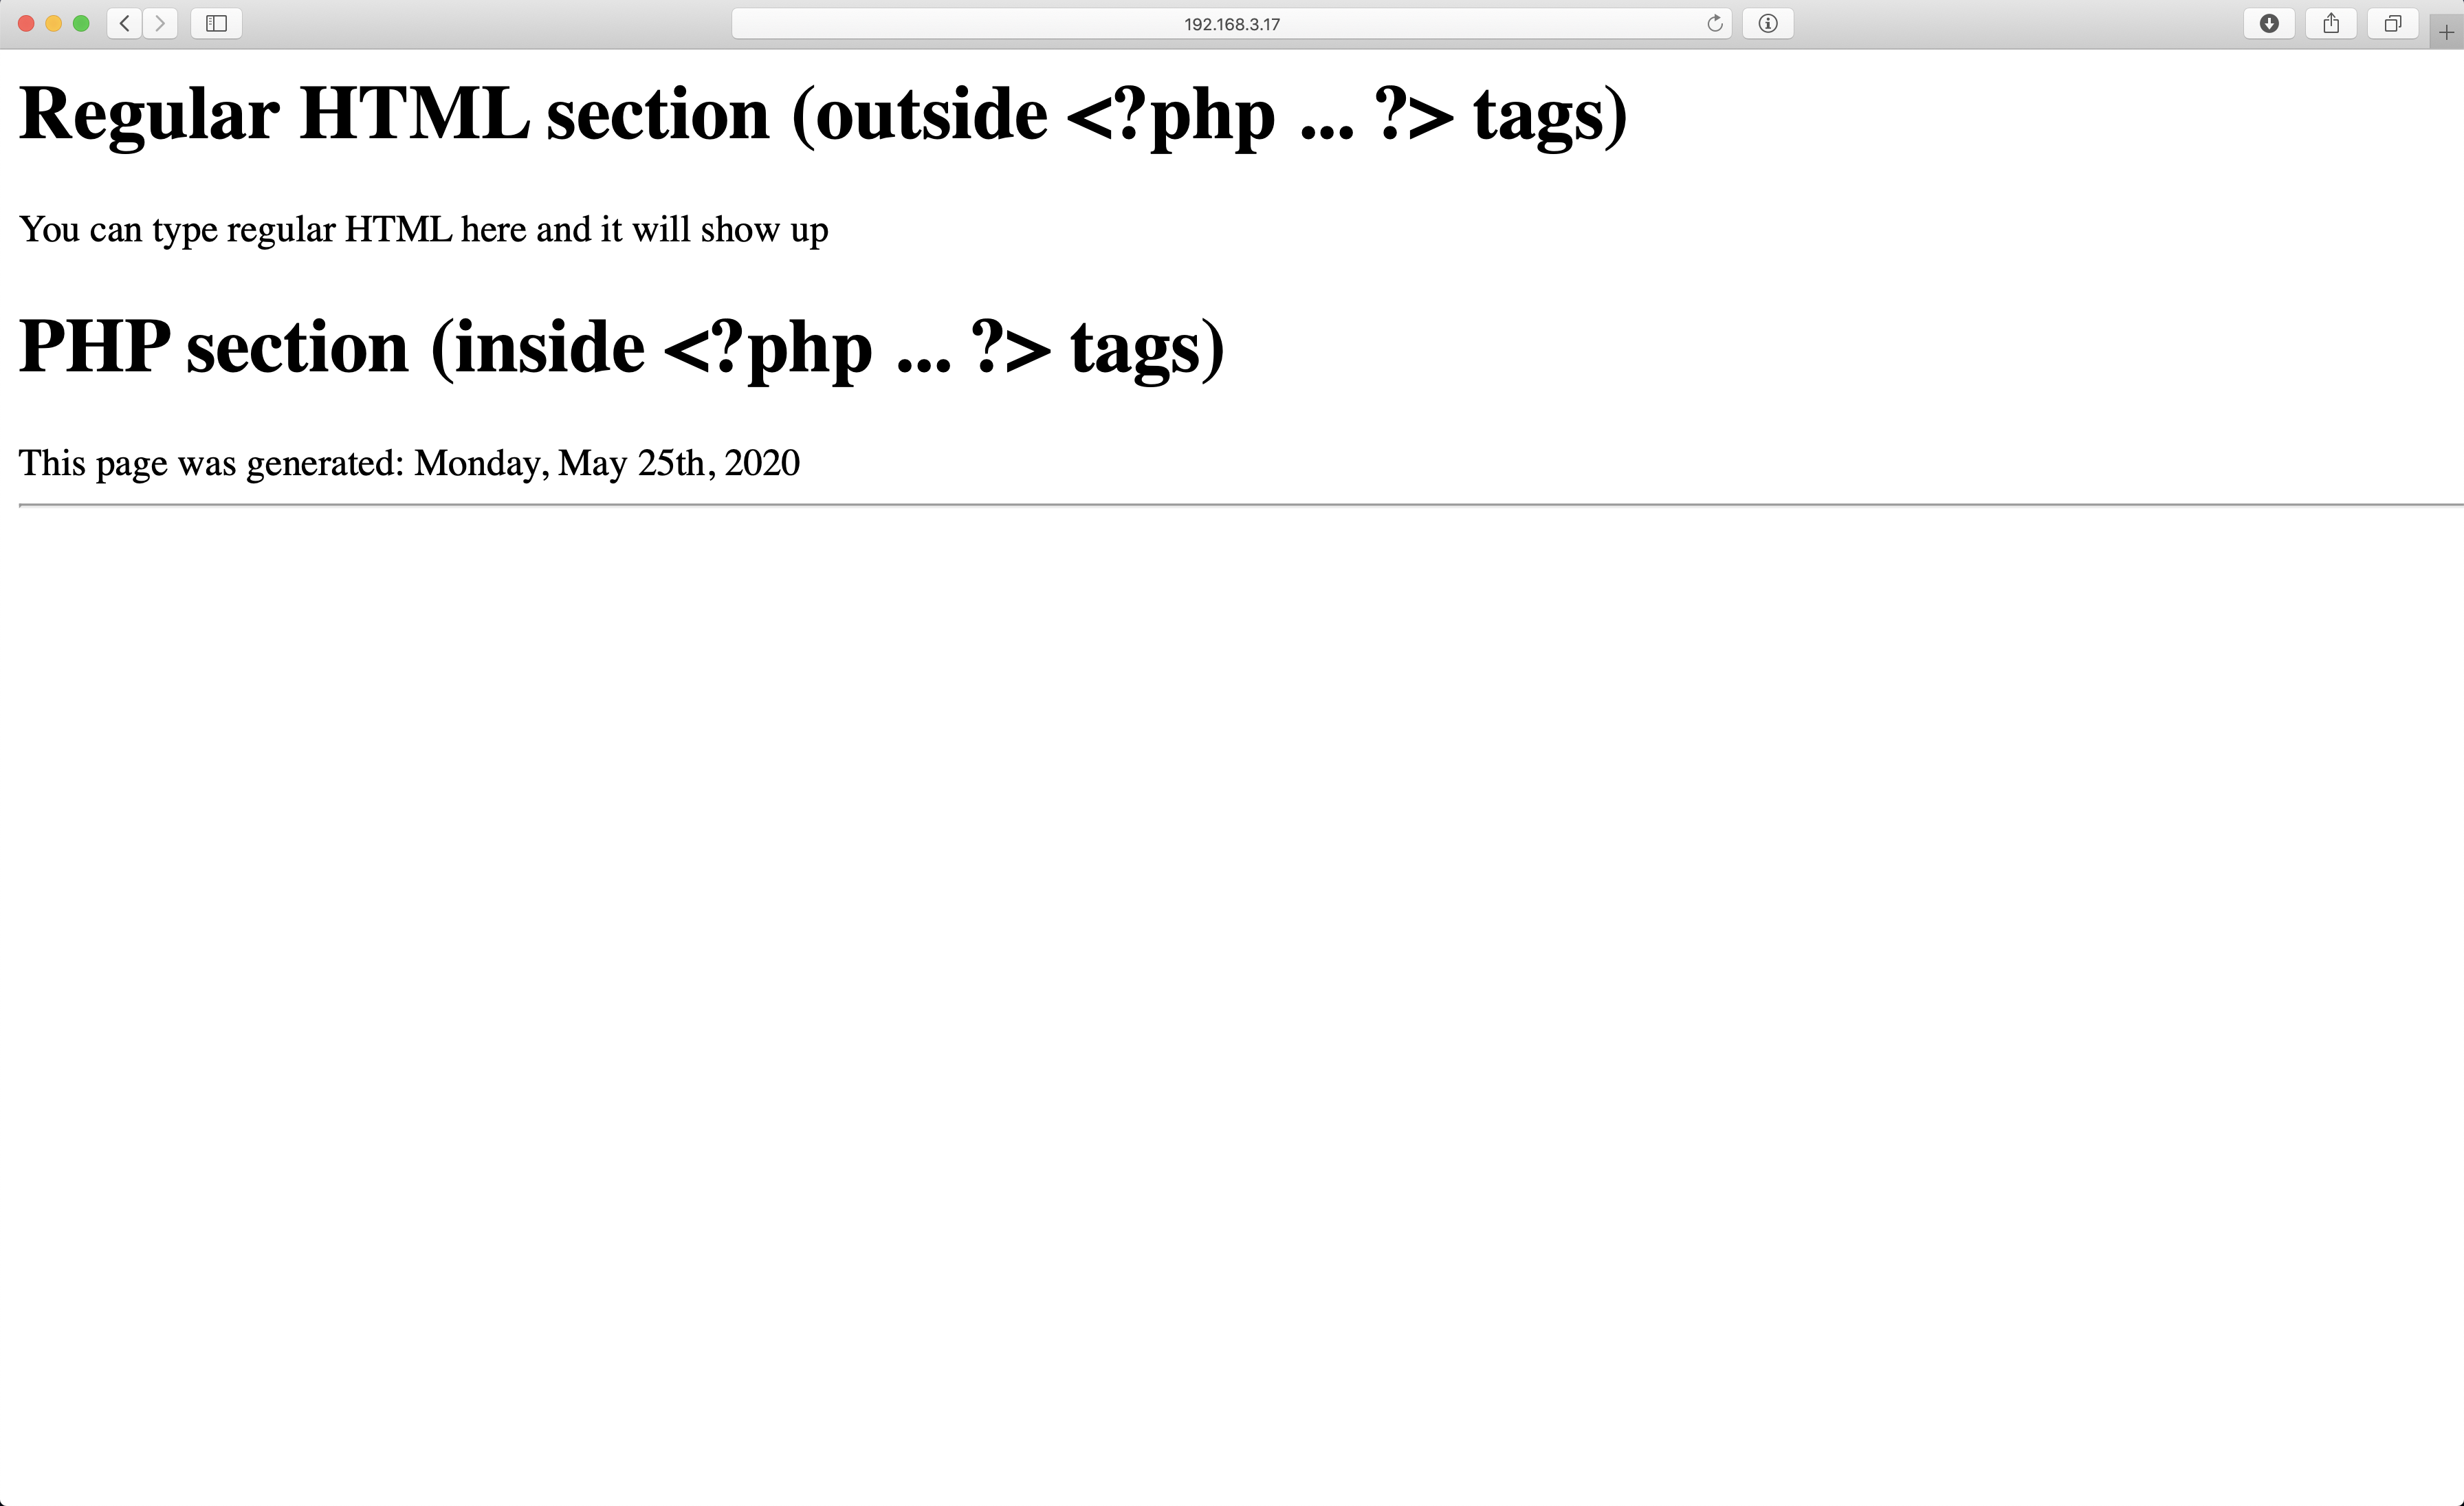 192.168.3.17
Regular HTML section (outside <?php ... ?> tags)
You can type regular HTML here and it will show up
PHP section (inside <?php ... ?> tags)
This page was generated: Monday, May 25th, 2020